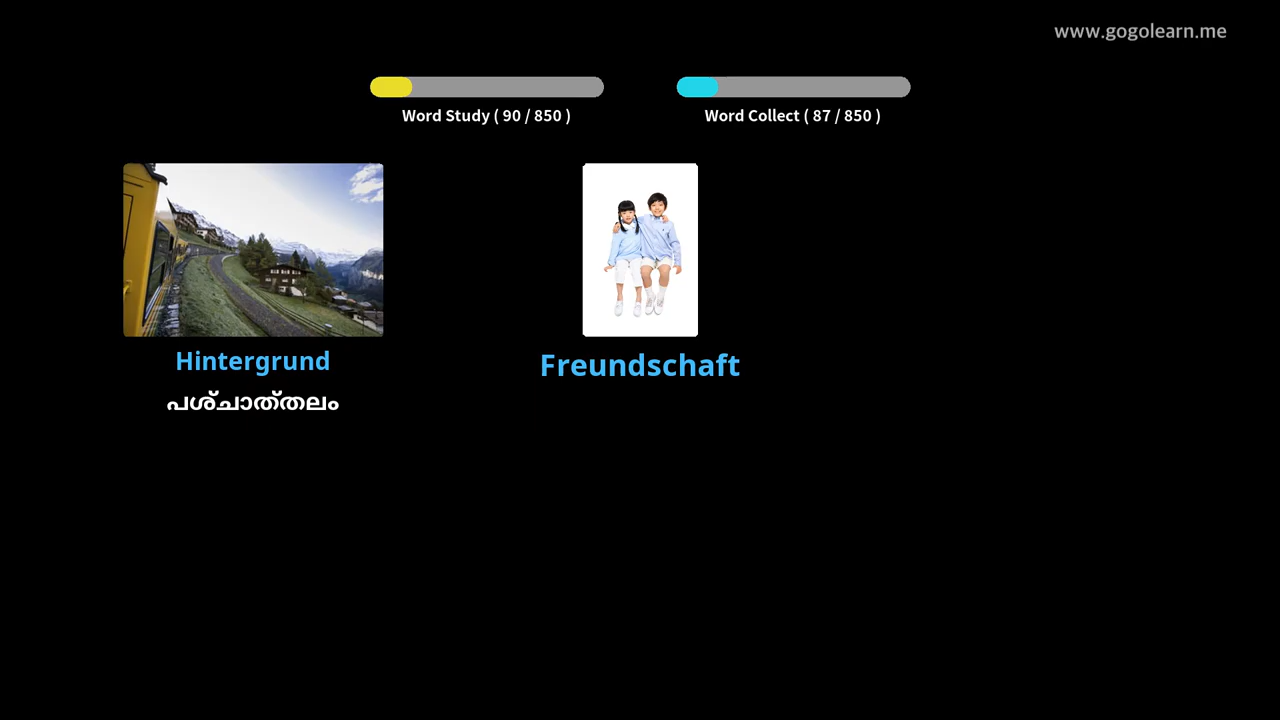 www.gogolearn.me
Word Study ( 90 / 850 )
Word Collect ( 87 / 850 )
Hintergrund
പശ്ചാത്തലം
Freundschaft